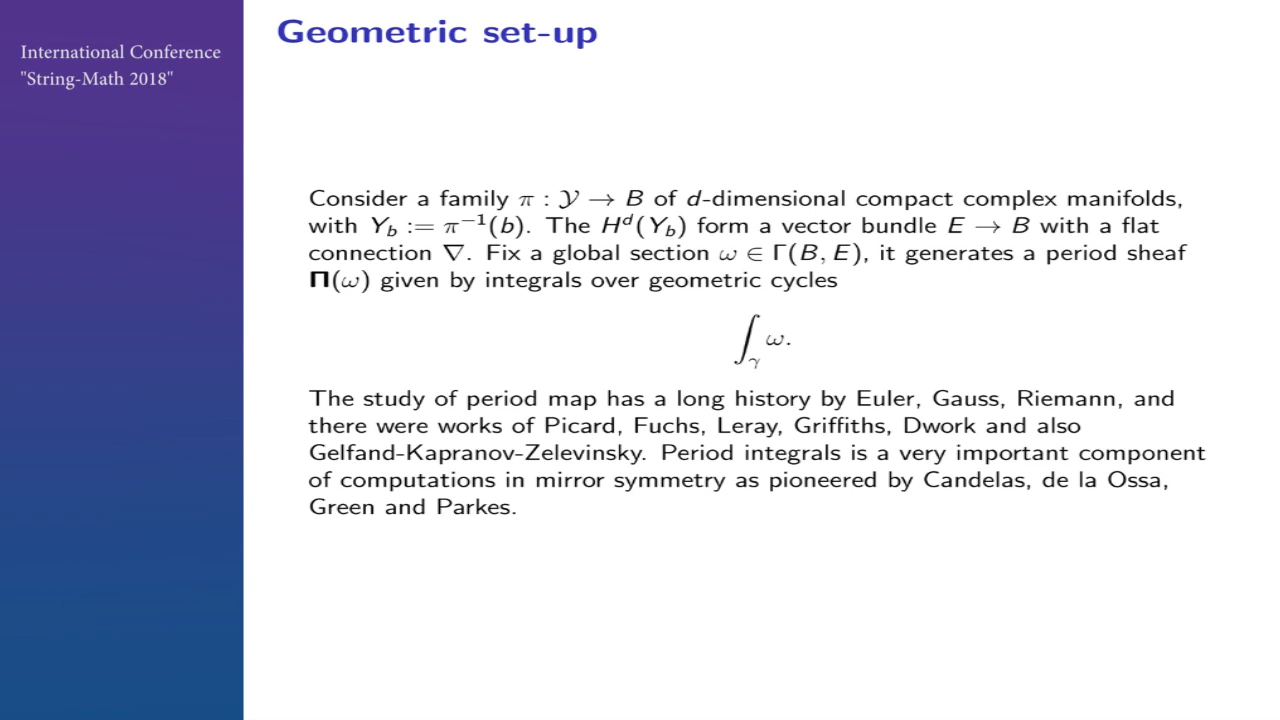 International Conference
"String-Math 2018"
Geometric set-up
Consider a family π : 𝒴 → B of d-dimensional compact complex manifolds,
with Y_b := π⁻¹(b). The H^d(Y_b) form a vector bundle E → B with a flat
connection ∇. Fix a global section ω ∈ Γ(B, E), it generates a period sheaf
Π(ω) given by integrals over geometric cycles
∫_γ ω.
The study of period map has a long history by Euler, Gauss, Riemann, and
there were works of Picard, Fuchs, Leray, Griffiths, Dwork and also
Gelfand-Kapranov-Zelevinsky. Period integrals is a very important component
of computations in mirror symmetry as pioneered by Candelas, de la Ossa,
Green and Parkes.